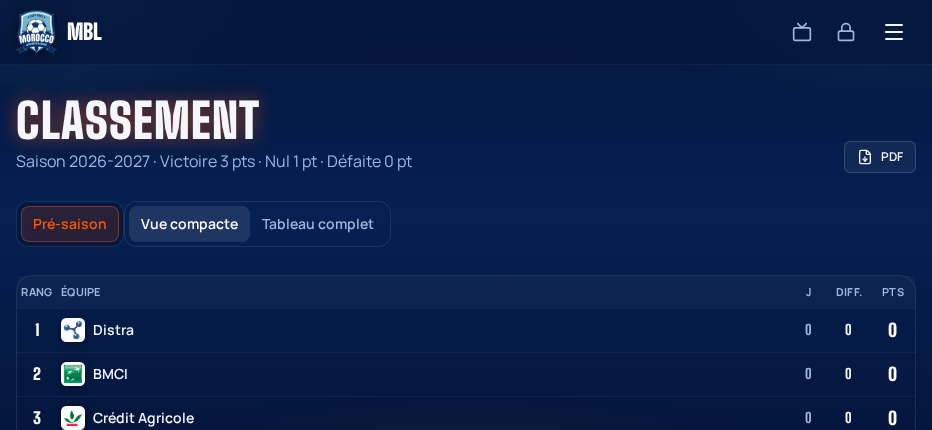 MOROCCO
MBL
CLASSEMENT
Saison 2026-2027 · Victoire 3 pts · Nul 1 pt · Défaite 0 pt
PDF
Pré-saison Vue compacte Tableau complet
RANG ÉQUIPE J DIFF. PTS
1 Distra 0 0 0
2 BMCI 0 0 0
3 Crédit Agricole 0 0 0